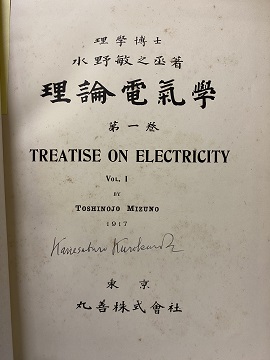 理學博士
水野敏之丞著
理論電氣學
第一卷
TREATISE ON ELECTRICITY
VOL. I
BY
TOSHINOJO MIZUNO
1917
東京
丸善株式會社